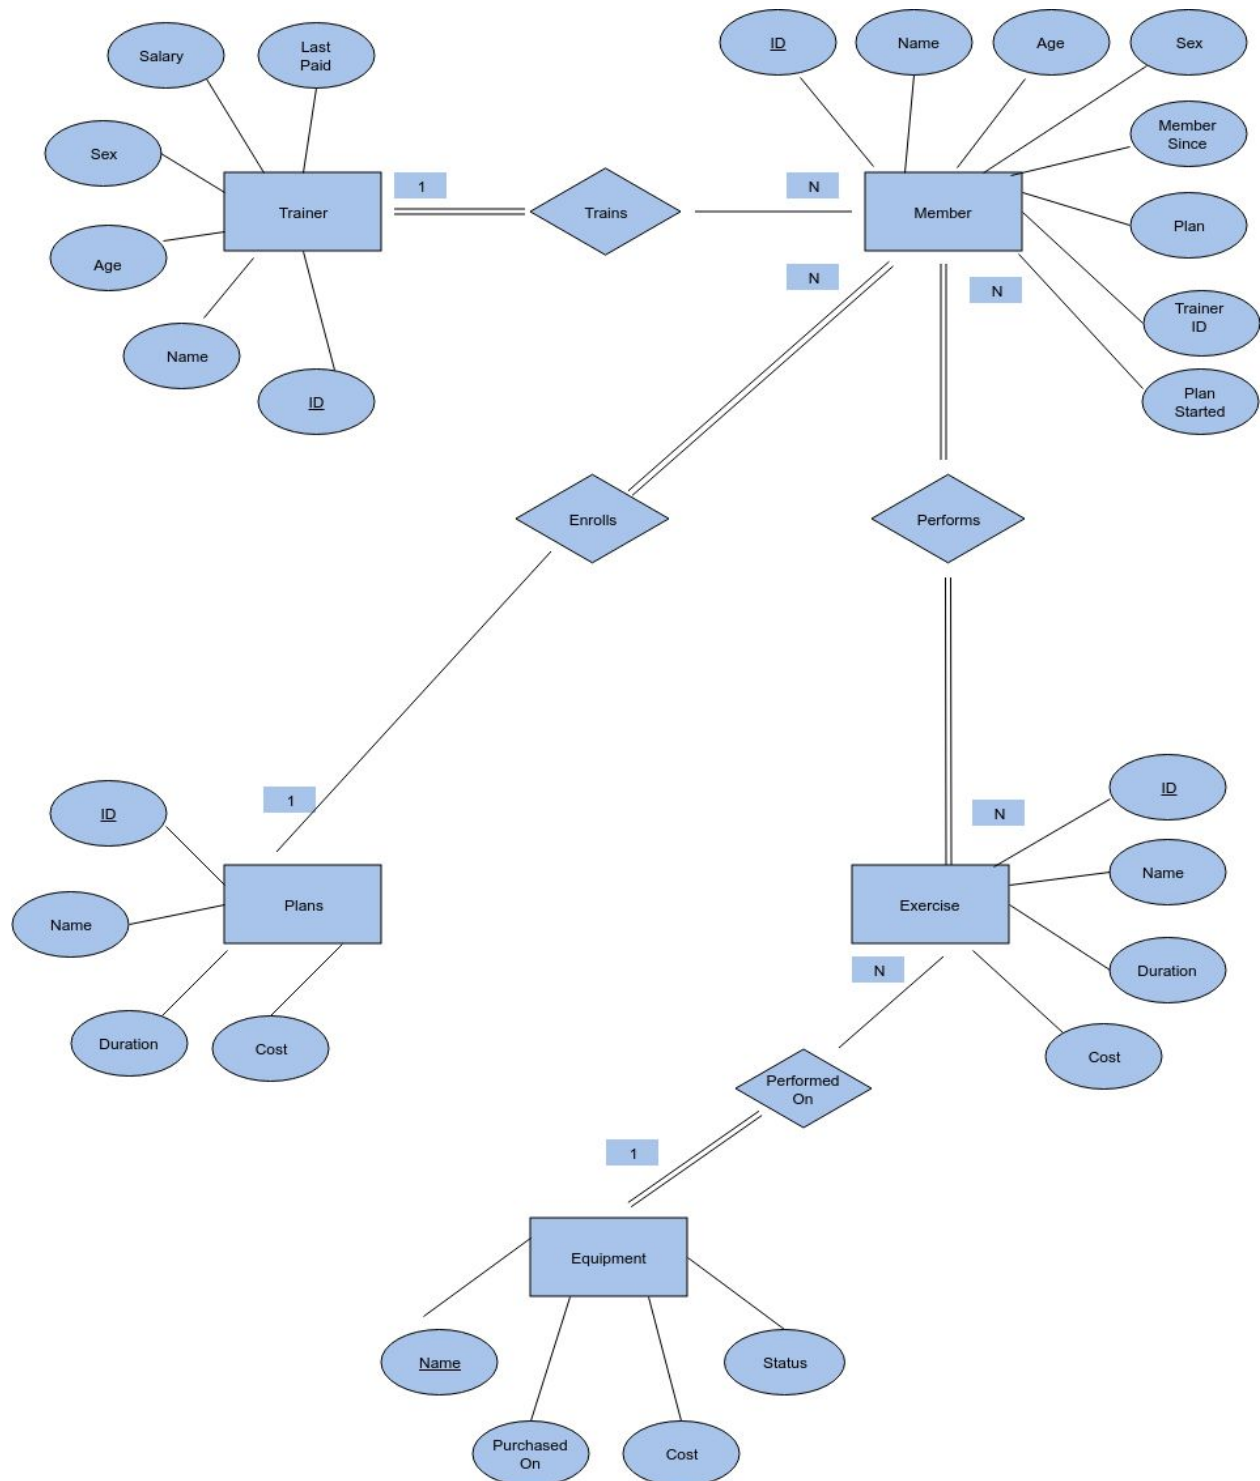 Salary
Last
Paid
ID
Name
Age
Sex
Sex
Member
Since
Trainer
1
Trains
N
Member
Plan
Age
N
N
Trainer
ID
Name
ID
Plan
Started
Enrolls
Performs
ID
1
N
ID
Name
Plans
Exercise
Name
N
Duration
Duration
Cost
Cost
Performed
On
1
Equipment
Name
Status
Purchased
On
Cost